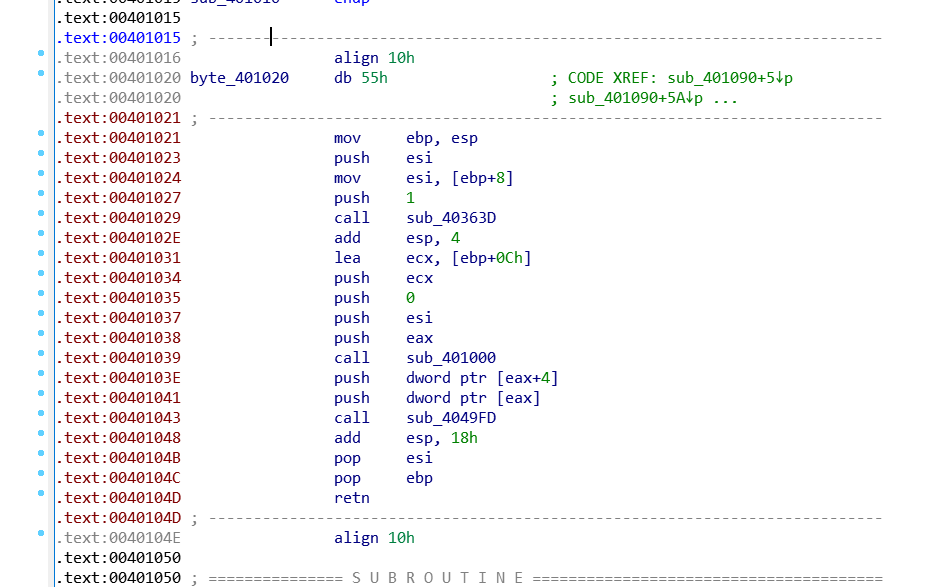 .text:00401015 sub_401010      endp
.text:00401015
.text:00401015 ; ---------------------------------------------------------------------------
.text:00401016                 align 10h
.text:00401020 byte_401020     db 55h                  ; CODE XREF: sub_401090+5↓p
.text:00401020                                         ; sub_401090+5A↓p ...
.text:00401021 ; ---------------------------------------------------------------------------
.text:00401021                 mov     ebp, esp
.text:00401023                 push    esi
.text:00401024                 mov     esi, [ebp+8]
.text:00401027                 push    1
.text:00401029                 call    sub_40363D
.text:0040102E                 add     esp, 4
.text:00401031                 lea     ecx, [ebp+0Ch]
.text:00401034                 push    ecx
.text:00401035                 push    0
.text:00401037                 push    esi
.text:00401038                 push    eax
.text:00401039                 call    sub_401000
.text:0040103E                 push    dword ptr [eax+4]
.text:00401041                 push    dword ptr [eax]
.text:00401043                 call    sub_4049FD
.text:00401048                 add     esp, 18h
.text:0040104B                 pop     esi
.text:0040104C                 pop     ebp
.text:0040104D                 retn
.text:0040104D ; ---------------------------------------------------------------------------
.text:0040104E                 align 10h
.text:00401050
.text:00401050 ; =============== S U B R O U T I N E =======================================